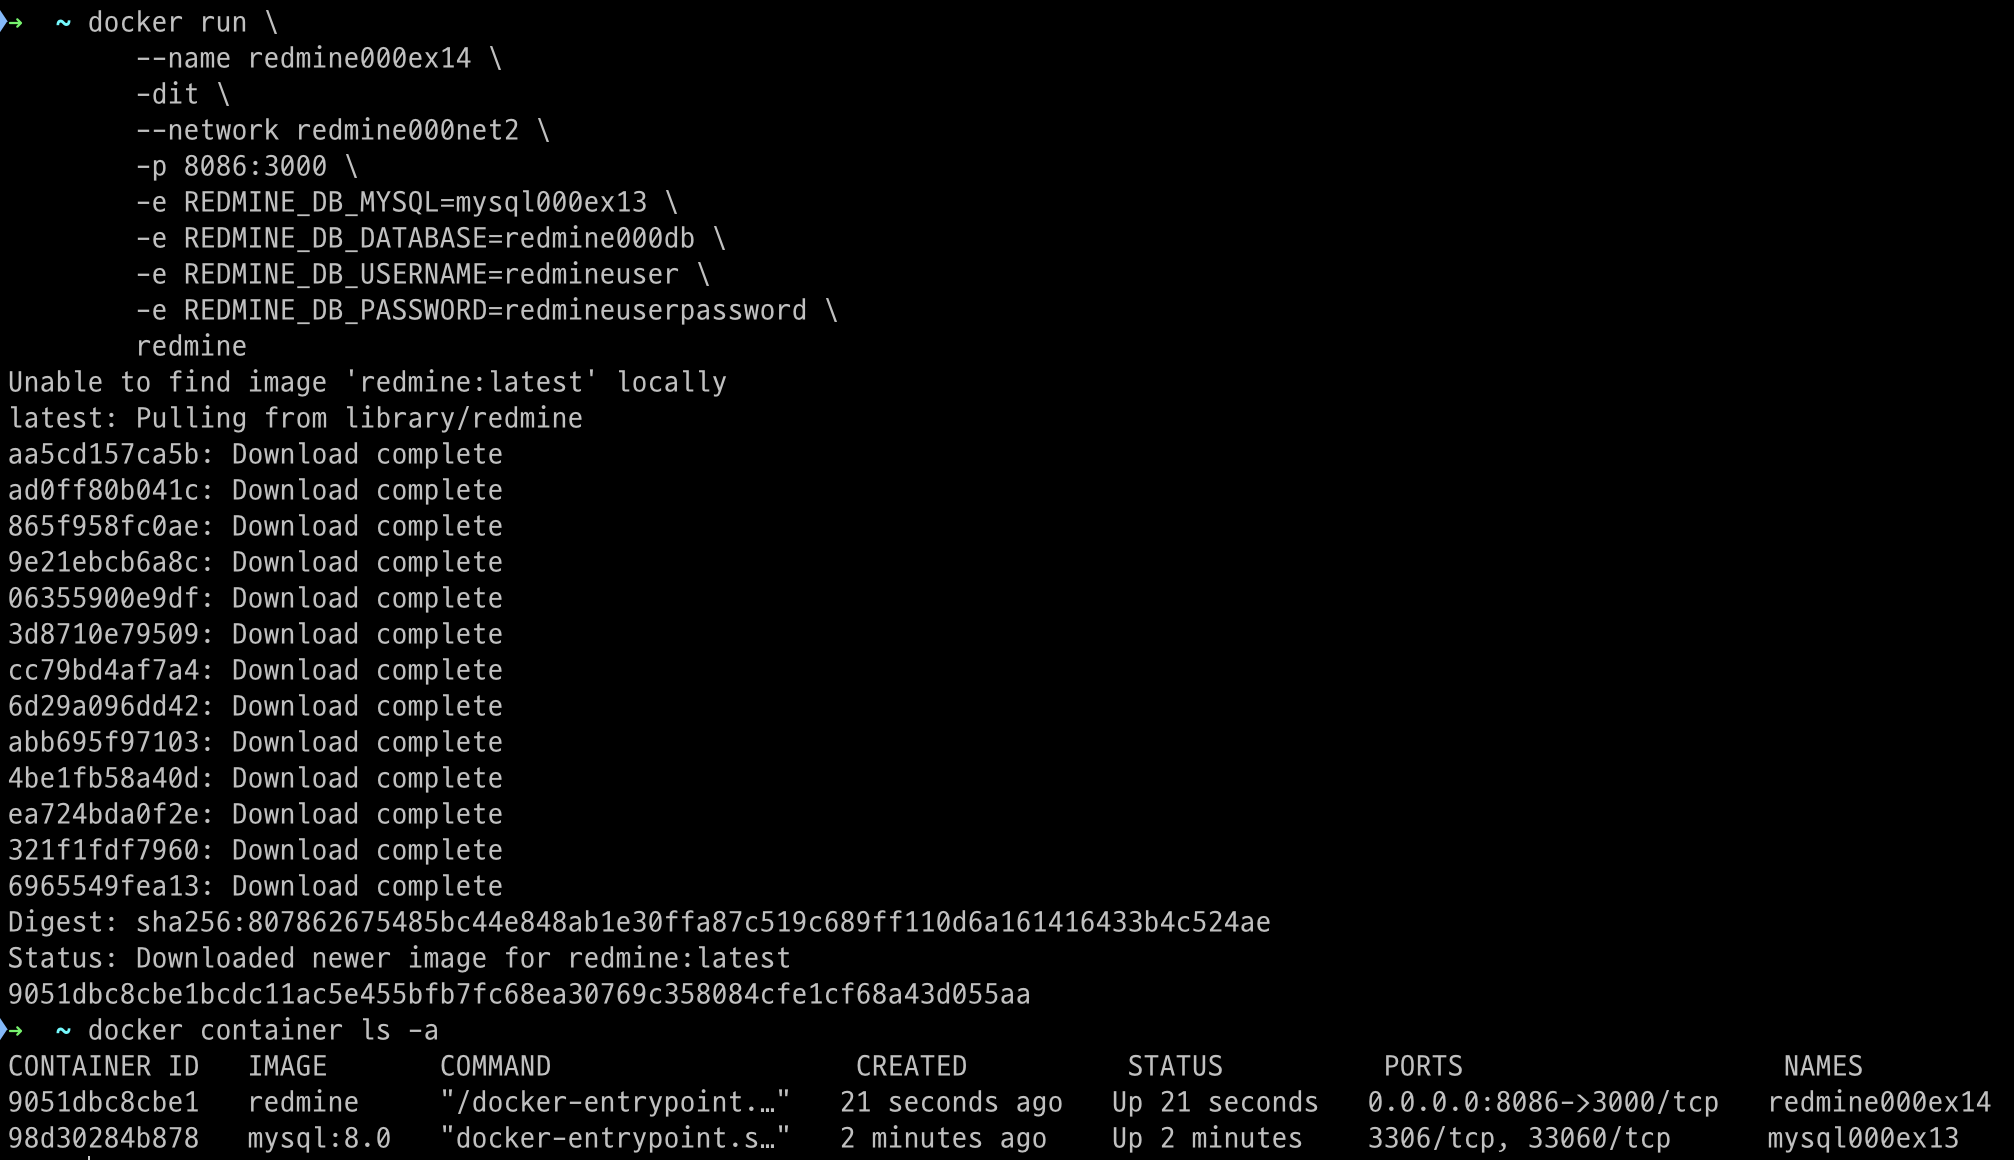 ➜  ~ docker run \
        --name redmine000ex14 \
        -dit \
        --network redmine000net2 \
        -p 8086:3000 \
        -e REDMINE_DB_MYSQL=mysql000ex13 \
        -e REDMINE_DB_DATABASE=redmine000db \
        -e REDMINE_DB_USERNAME=redmineuser \
        -e REDMINE_DB_PASSWORD=redmineuserpassword \
        redmine
Unable to find image 'redmine:latest' locally
latest: Pulling from library/redmine
aa5cd157ca5b: Download complete
ad0ff80b041c: Download complete
865f958fc0ae: Download complete
9e21ebcb6a8c: Download complete
06355900e9df: Download complete
3d8710e79509: Download complete
cc79bd4af7a4: Download complete
6d29a096dd42: Download complete
abb695f97103: Download complete
4be1fb58a40d: Download complete
ea724bda0f2e: Download complete
321f1fdf7960: Download complete
6965549fea13: Download complete
Digest: sha256:807862675485bc44e848ab1e30ffa87c519c689ff110d6a161416433b4c524ae
Status: Downloaded newer image for redmine:latest
9051dbc8cbe1bcdc11ac5e455bfb7fc68ea30769c358084cfe1cf68a43d055aa
➜  ~ docker container ls -a
CONTAINER ID   IMAGE       COMMAND                   CREATED          STATUS          PORTS                    NAMES
9051dbc8cbe1   redmine     "/docker-entrypoint.…"   21 seconds ago   Up 21 seconds   0.0.0.0:8086->3000/tcp   redmine000ex14
98d30284b878   mysql:8.0   "docker-entrypoint.s…"   2 minutes ago    Up 2 minutes    3306/tcp, 33060/tcp      mysql000ex13